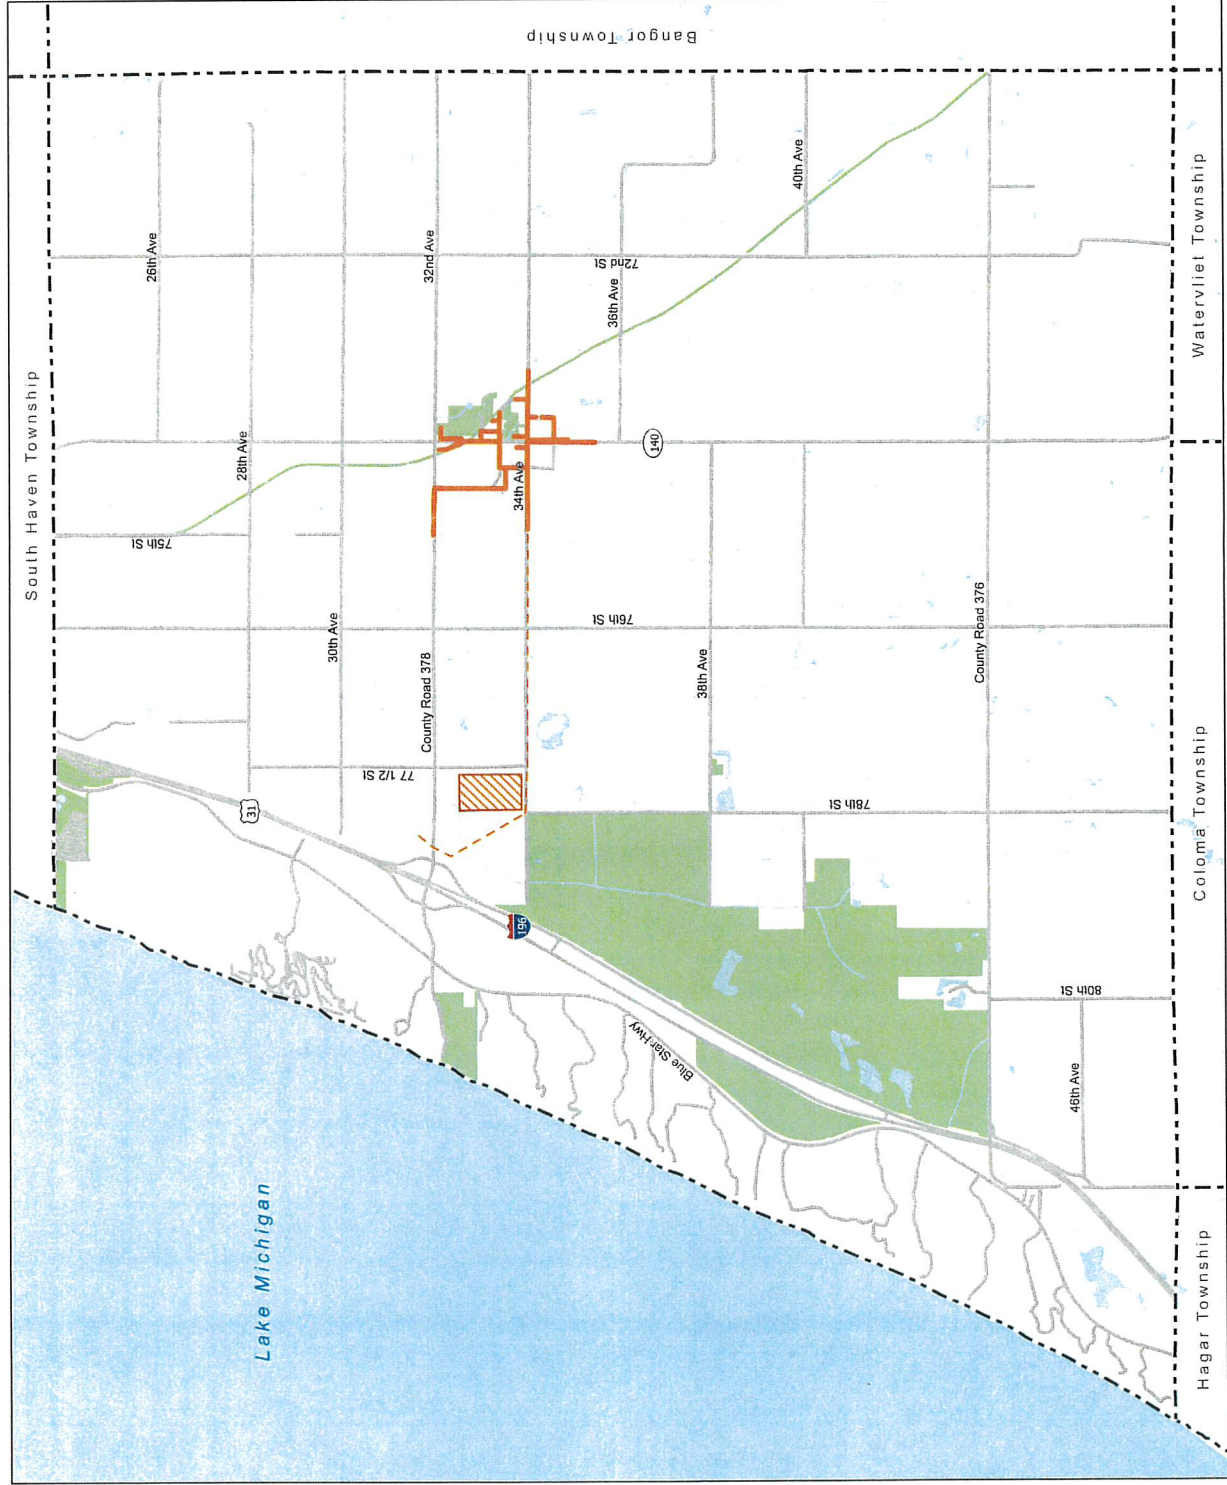 South Haven Township
Bangor Township
Watervliet Township
Coloma Township
Hagar Township
Lake Michigan
26th Ave
28th Ave
30th Ave
32nd Ave
County Road 378
34th Ave
36th Ave
38th Ave
40th Ave
County Road 376
46th Ave
72nd St
75th St
76th St
77 1/2 St
78th St
80th St
Blue Star Hwy
31
196
140